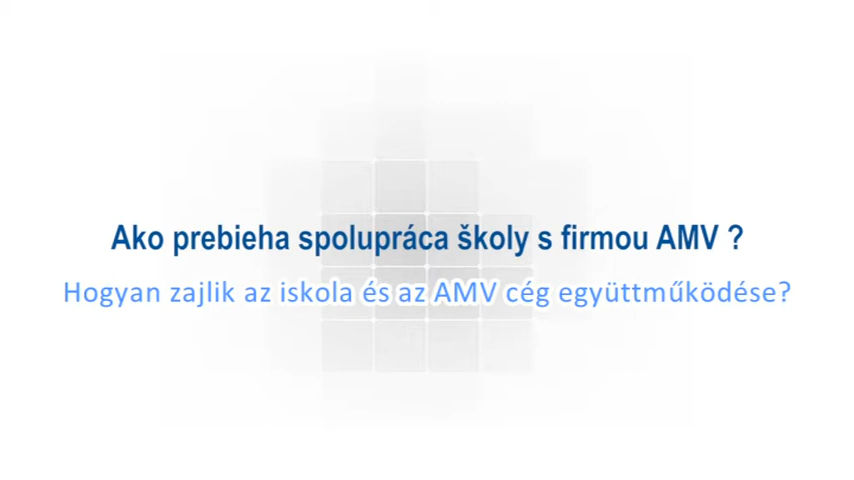 Ako prebieha spolupráca školy s firmou AMV ?
Hogyan zajlik az iskola és az AMV cég együttműködése?